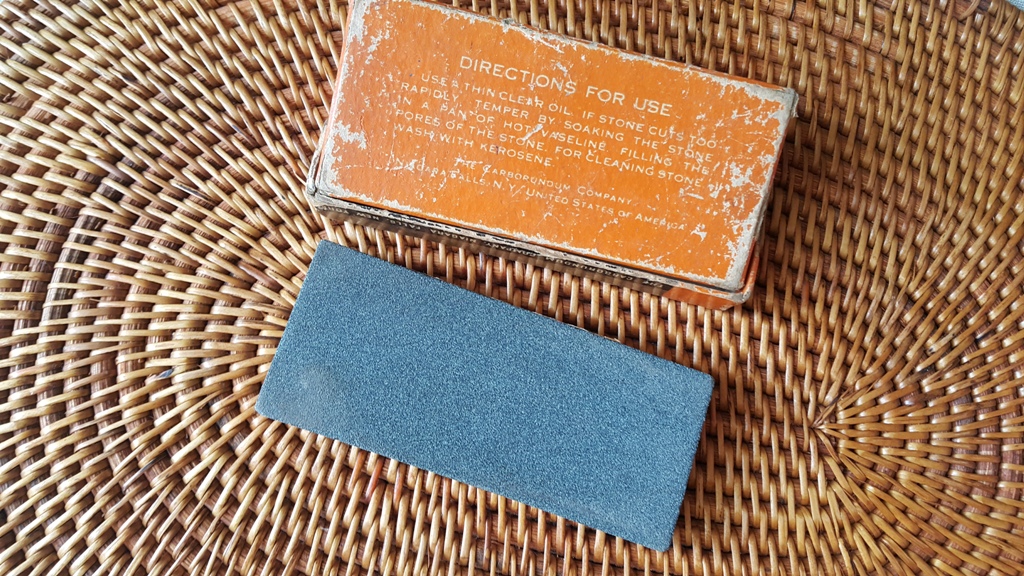 DIRECTIONS FOR USE
USE A THIN CLEAR OIL. IF STONE CUTS TOO
RAPIDLY TEMPER BY SOAKING THE STONE
IN A PAN OF HOT VASELINE FILLING THE
PORES OF THE STONE. FOR CLEANING STONE
WASH WITH KEROSENE
CARBORUNDUM COMPANY
NIAGARA FALLS, N.Y., UNITED STATES OF AMERICA